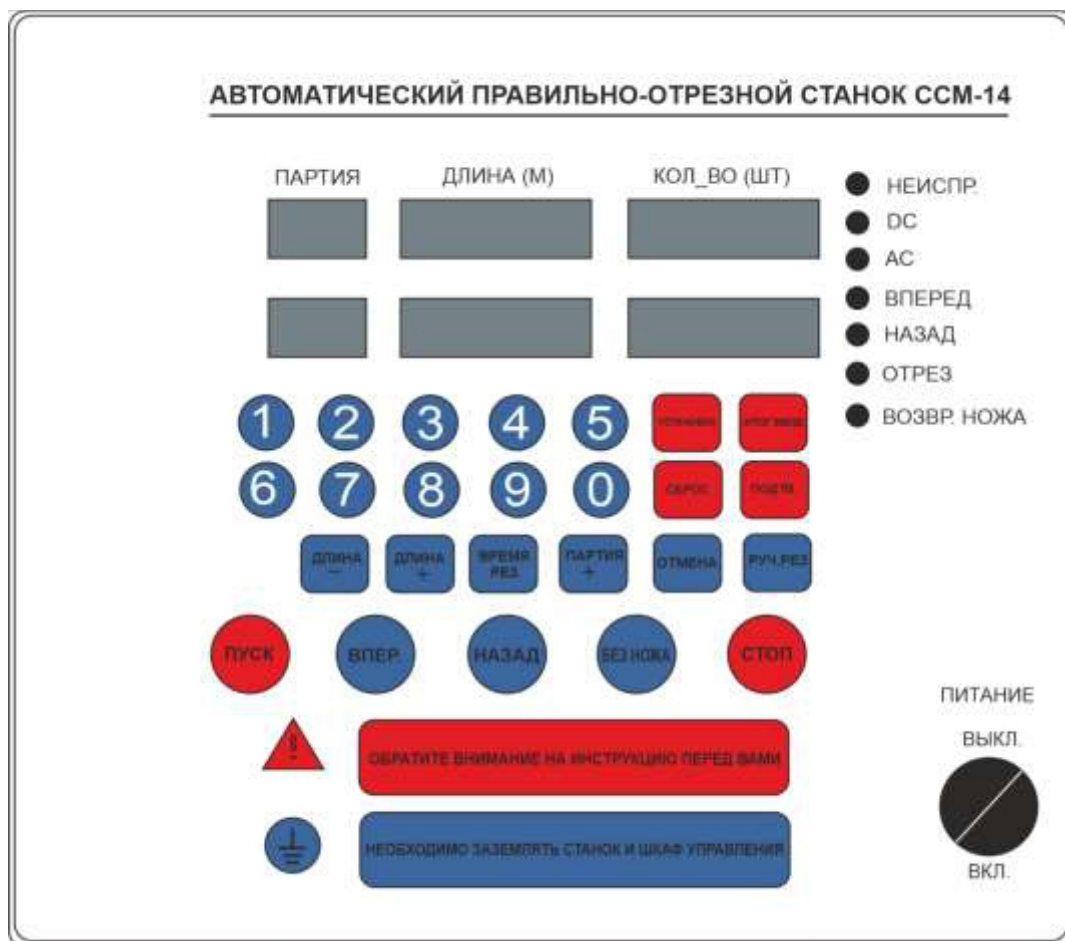 АВТОМАТИЧЕСКИЙ ПРАВИЛЬНО-ОТРЕЗНОЙ СТАНОК ССМ-14
ПАРТИЯ ДЛИНА (М) КОЛ_ВО (ШТ)
НЕИСПР.
DC
AC
ВПЕРЕД
НАЗАД
ОТРЕЗ
ВОЗВР. НОЖА
1 2 3 4 5
6 7 8 9 0 СБРОС
ДЛИНА - ДЛИНА + ВРЕМЯ РЕЗ ПАРТИЯ + ОТМЕНА РУЧ.РЕЗ
ПУСК ВПЕР. НАЗАД БЕЗ НОЖА СТОП
ПИТАНИЕ
ВЫКЛ.
ВКЛ.
!
ОБРАТИТЕ ВНИМАНИЕ НА ИНСТРУКЦИЮ ПЕРЕД ВАМИ
НЕОБХОДИМО ЗАЗЕМЛЯТЬ СТАНОК И ШКАФ УПРАВЛЕНИЯ